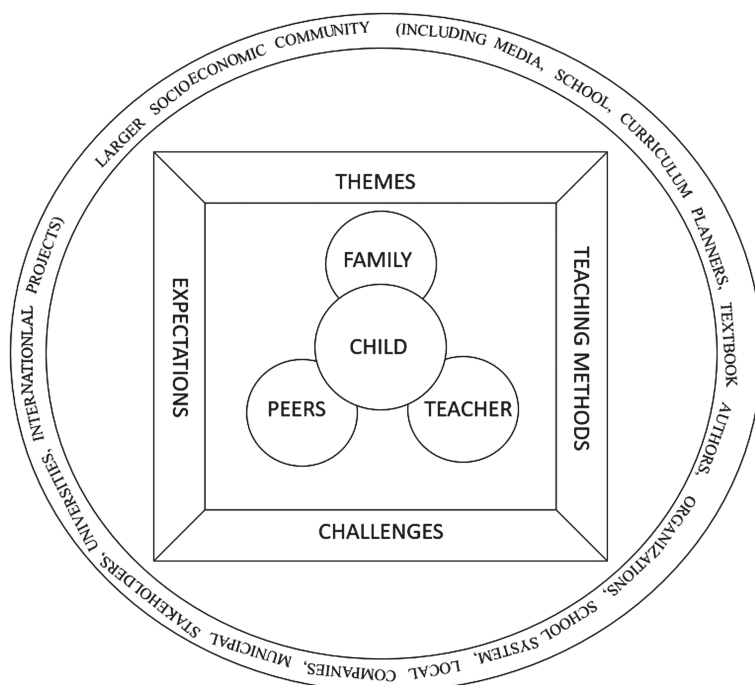 LARGER SOCIOECONOMIC COMMUNITY (INCLUDING MEDIA, SCHOOL, CURRICULUM PLANNERS, TEXTBOOK AUTHORS, ORGANIZATIONS, SCHOOL SYSTEM, LOCAL COMPANIES, MUNICIPAL STAKEHOLDERS, UNIVERSITIES, INTERNATIONLAL PROJECTS)
THEMES
EXPECTATIONS
FAMILY
CHILD
PEERS
TEACHER
TEACHING METHODS
CHALLENGES